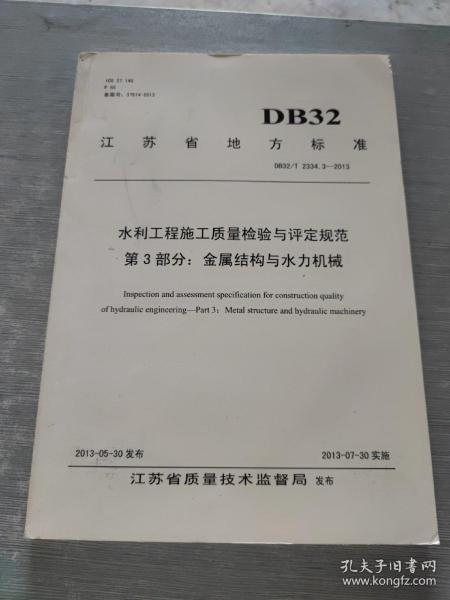 ICS 27.140
P 55
备案号：37614-2013
DB32
江苏省地方标准
DB32/T 2334.3—2013
水利工程施工质量检验与评定规范
第3部分：金属结构与水力机械
Inspection and assessment specification for construction quality
of hydraulic engineering—Part 3：Metal structure and hydraulic machinery
2013-05-30 发布
2013-07-30 实施
江苏省质量技术监督局 发布
孔夫子旧书网
www.kongfz.com